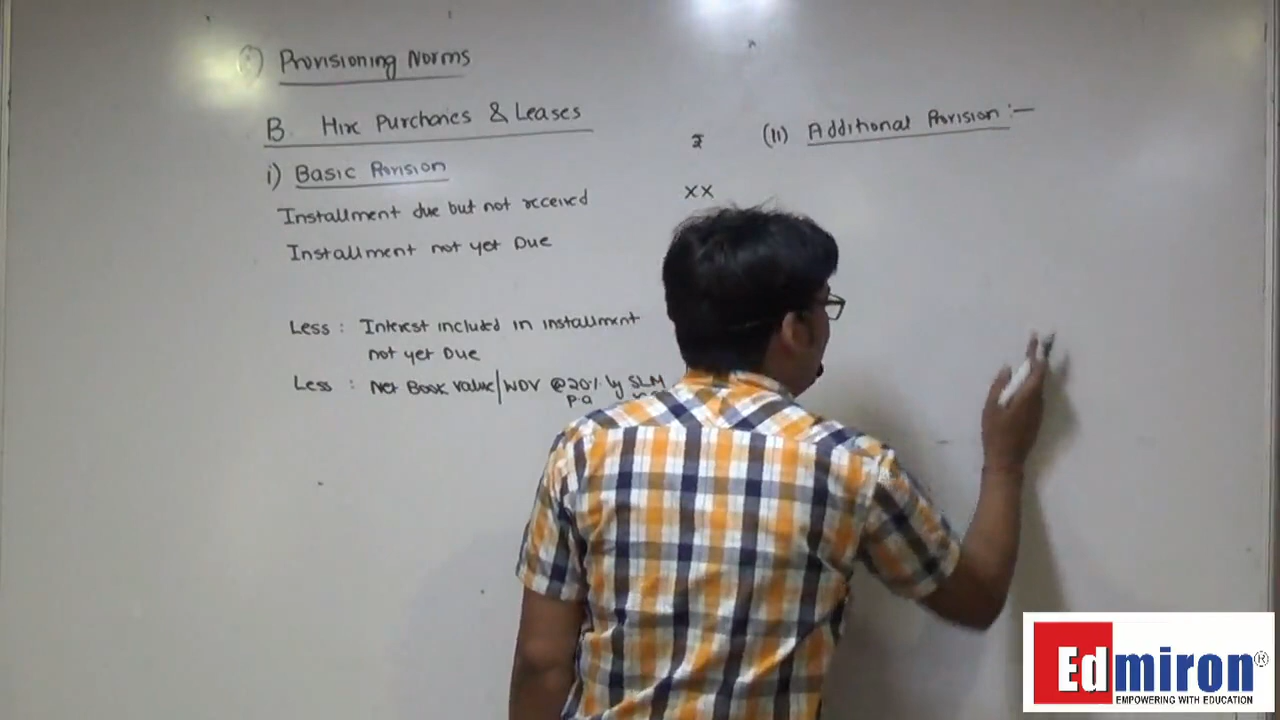 i) Provisioning Norms
B. Hire Purchases & Leases
i) Basic Provision
₹
Installment due but not received
XX
Installment not yet Due
Less : Interest included in installment
not yet Due
Less : Net Book Value/WDV @20% by SLM
p.a
(II) Additional Provision :-
Edmiron®
EMPOWERING WITH EDUCATION